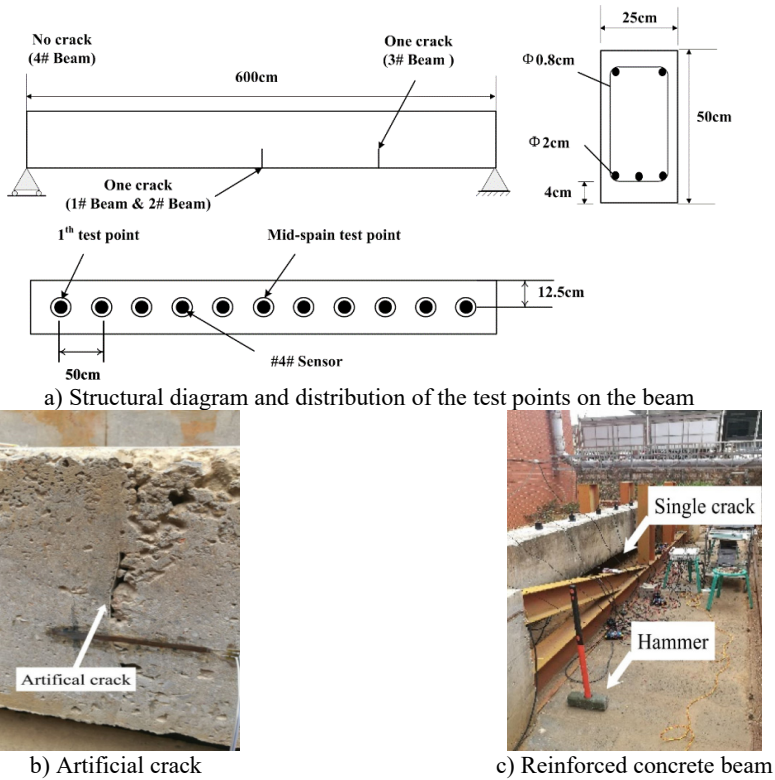 No crack
(4# Beam)
600cm
One crack
(3# Beam )
One crack
(1# Beam & 2# Beam)
25cm
Φ0.8cm
50cm
Φ2cm
4cm
1th test point
Mid-spain test point
12.5cm
50cm
#4# Sensor
a) Structural diagram and distribution of the test points on the beam
Artifical crack
Single crack
Hammer
b) Artificial crack
c) Reinforced concrete beam